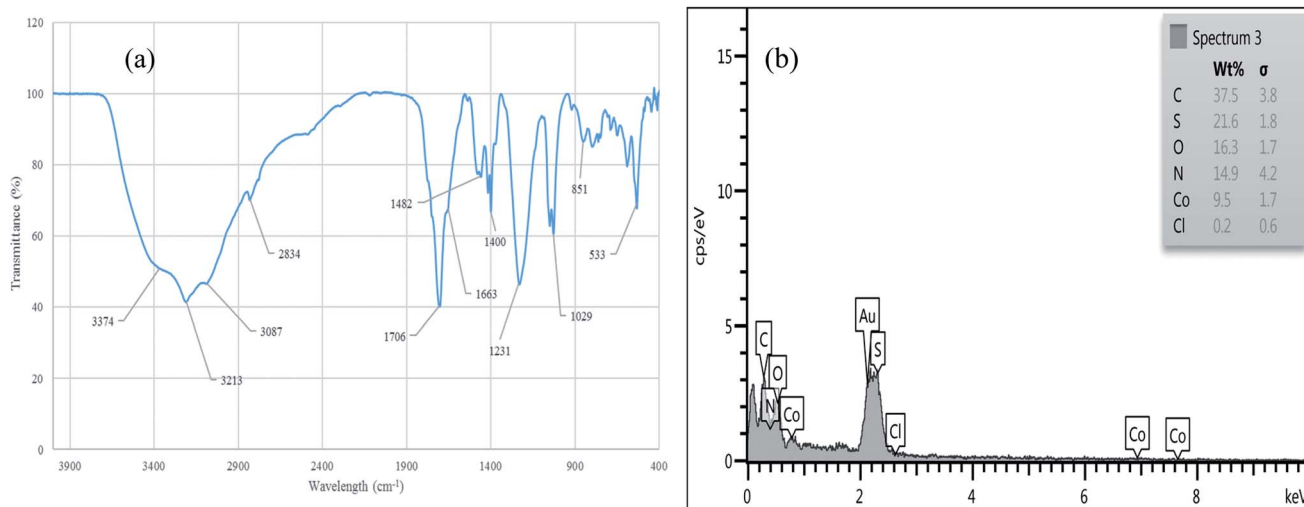 (a)
Transmittance (%)
120
100
80
60
40
20
0
3374
3213
3087
2834
1706
1663
1482
1400
1231
1029
851
533
3900 3400 2900 2400 1900 1400 900 400
Wavelength (cm⁻¹)
(b)
cps/eV
15
10
5
0
C
N
O
Co
Au
S
Cl
Co
Co
0 2 4 6 8 keV
Spectrum 3
Wt% σ
C 37.5 3.8
S 21.6 1.8
O 16.3 1.7
N 14.9 4.2
Co 9.5 1.7
Cl 0.2 0.6